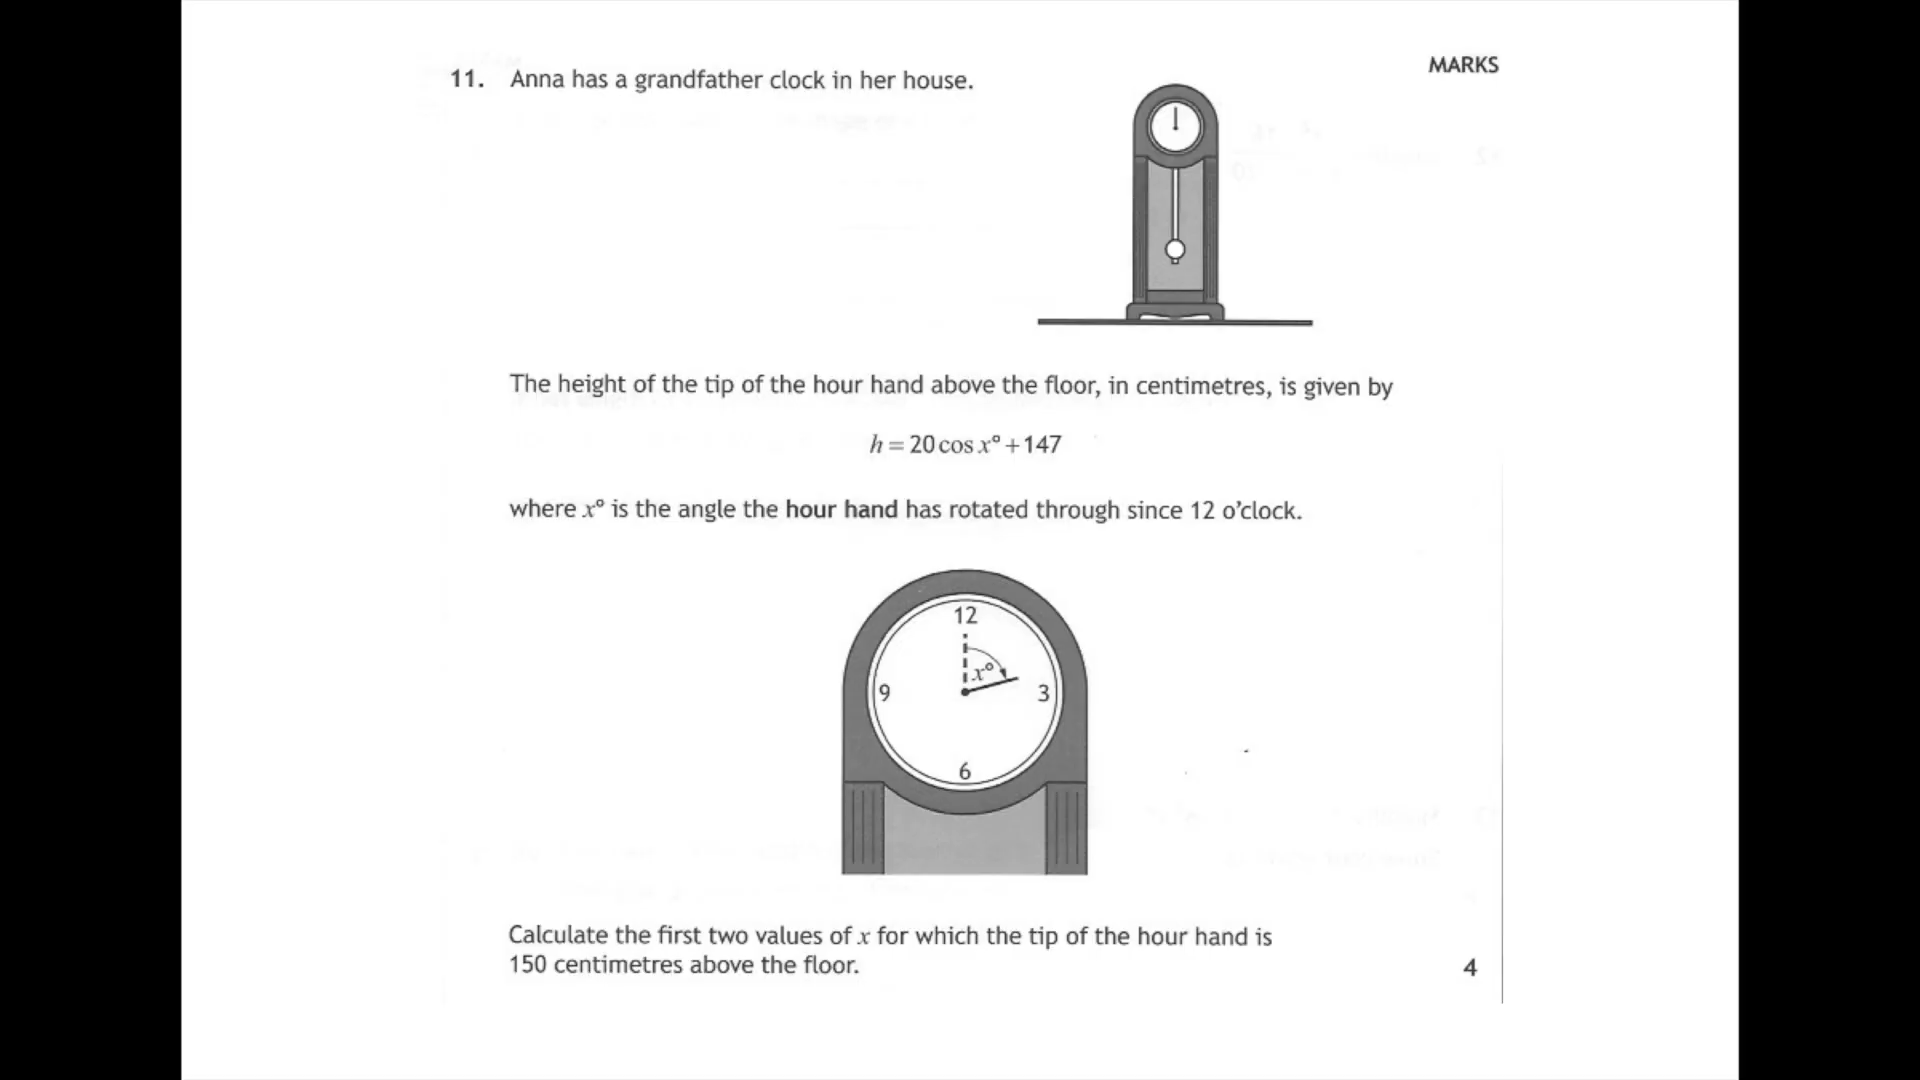 MARKS
11. Anna has a grandfather clock in her house.
The height of the tip of the hour hand above the floor, in centimetres, is given by
h = 20 cos x° + 147
where x° is the angle the hour hand has rotated through since 12 o'clock.
12
x°
9
3
6
Calculate the first two values of x for which the tip of the hour hand is
150 centimetres above the floor.
4